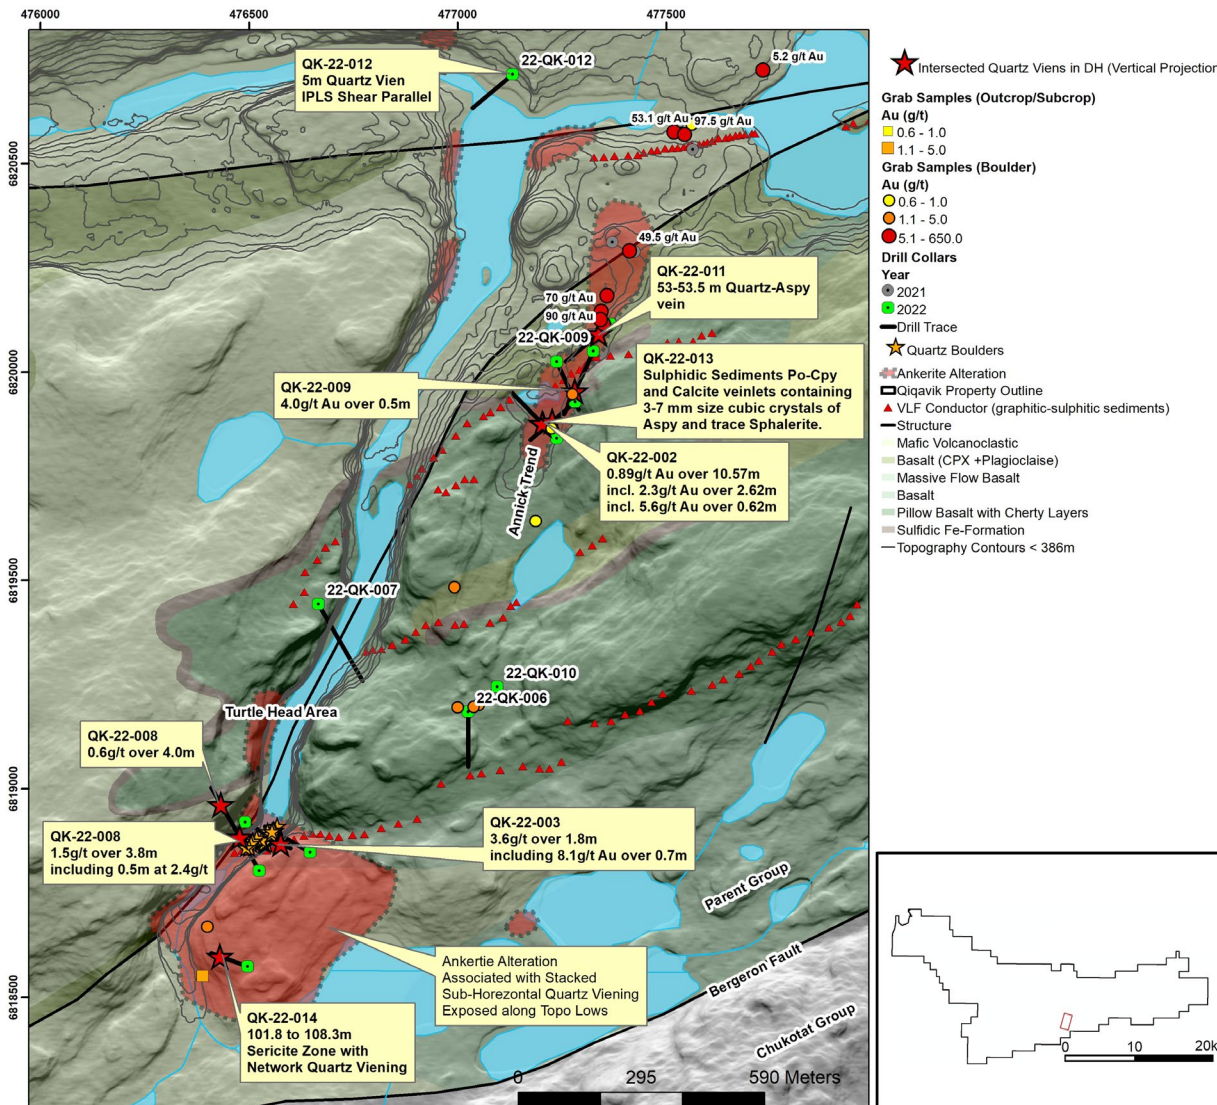 476000
476500
477000
477500
6820500
6820000
6819500
6819000
6818500
QK-22-012
5m Quartz Vien
IPLS Shear Parallel
22-QK-012
5.2 g/t Au
53.1 g/t Au
97.5 g/t Au
49.5 g/t Au
QK-22-011
53-53.5 m Quartz-Aspy
vein
70 g/t Au
90 g/t Au
22-QK-009
QK-22-009
4.0g/t Au over 0.5m
QK-22-013
Sulphidic Sediments Po-Cpy
and Calcite veinlets containing
3-7 mm size cubic crystals of
Aspy and trace Sphalerite.
QK-22-002
0.89g/t Au over 10.57m
incl. 2.3g/t Au over 2.62m
incl. 5.6g/t Au over 0.62m
Annick Trend
22-QK-007
22-QK-010
22-QK-006
Turtle Head Area
QK-22-008
0.6g/t over 4.0m
QK-22-008
1.5g/t over 3.8m
including 0.5m at 2.4g/t
QK-22-003
3.6g/t over 1.8m
including 8.1g/t Au over 0.7m
Parent Group
Bergeron Fault
Chukotat Group
Ankertie Alteration
Associated with Stacked
Sub-Horezontal Quartz Viening
Exposed along Topo Lows
QK-22-014
101.8 to 108.3m
Sericite Zone with
Network Quartz Viening
0 295 590 Meters
Intersected Quartz Viens in DH (Vertical Projection
Grab Samples (Outcrop/Subcrop)
Au (g/t)
0.6 - 1.0
1.1 - 5.0
Grab Samples (Boulder)
Au (g/t)
0.6 - 1.0
1.1 - 5.0
5.1 - 650.0
Drill Collars
Year
2021
2022
Drill Trace
Quartz Boulders
Ankerite Alteration
Qiqavik Property Outline
VLF Conductor (graphitic-sulphitic sediments)
Structure
Mafic Volcanoclastic
Basalt (CPX +Plagioclaise)
Massive Flow Basalt
Basalt
Pillow Basalt with Cherty Layers
Sulfidic Fe-Formation
Topography Contours < 386m
0 10 20k